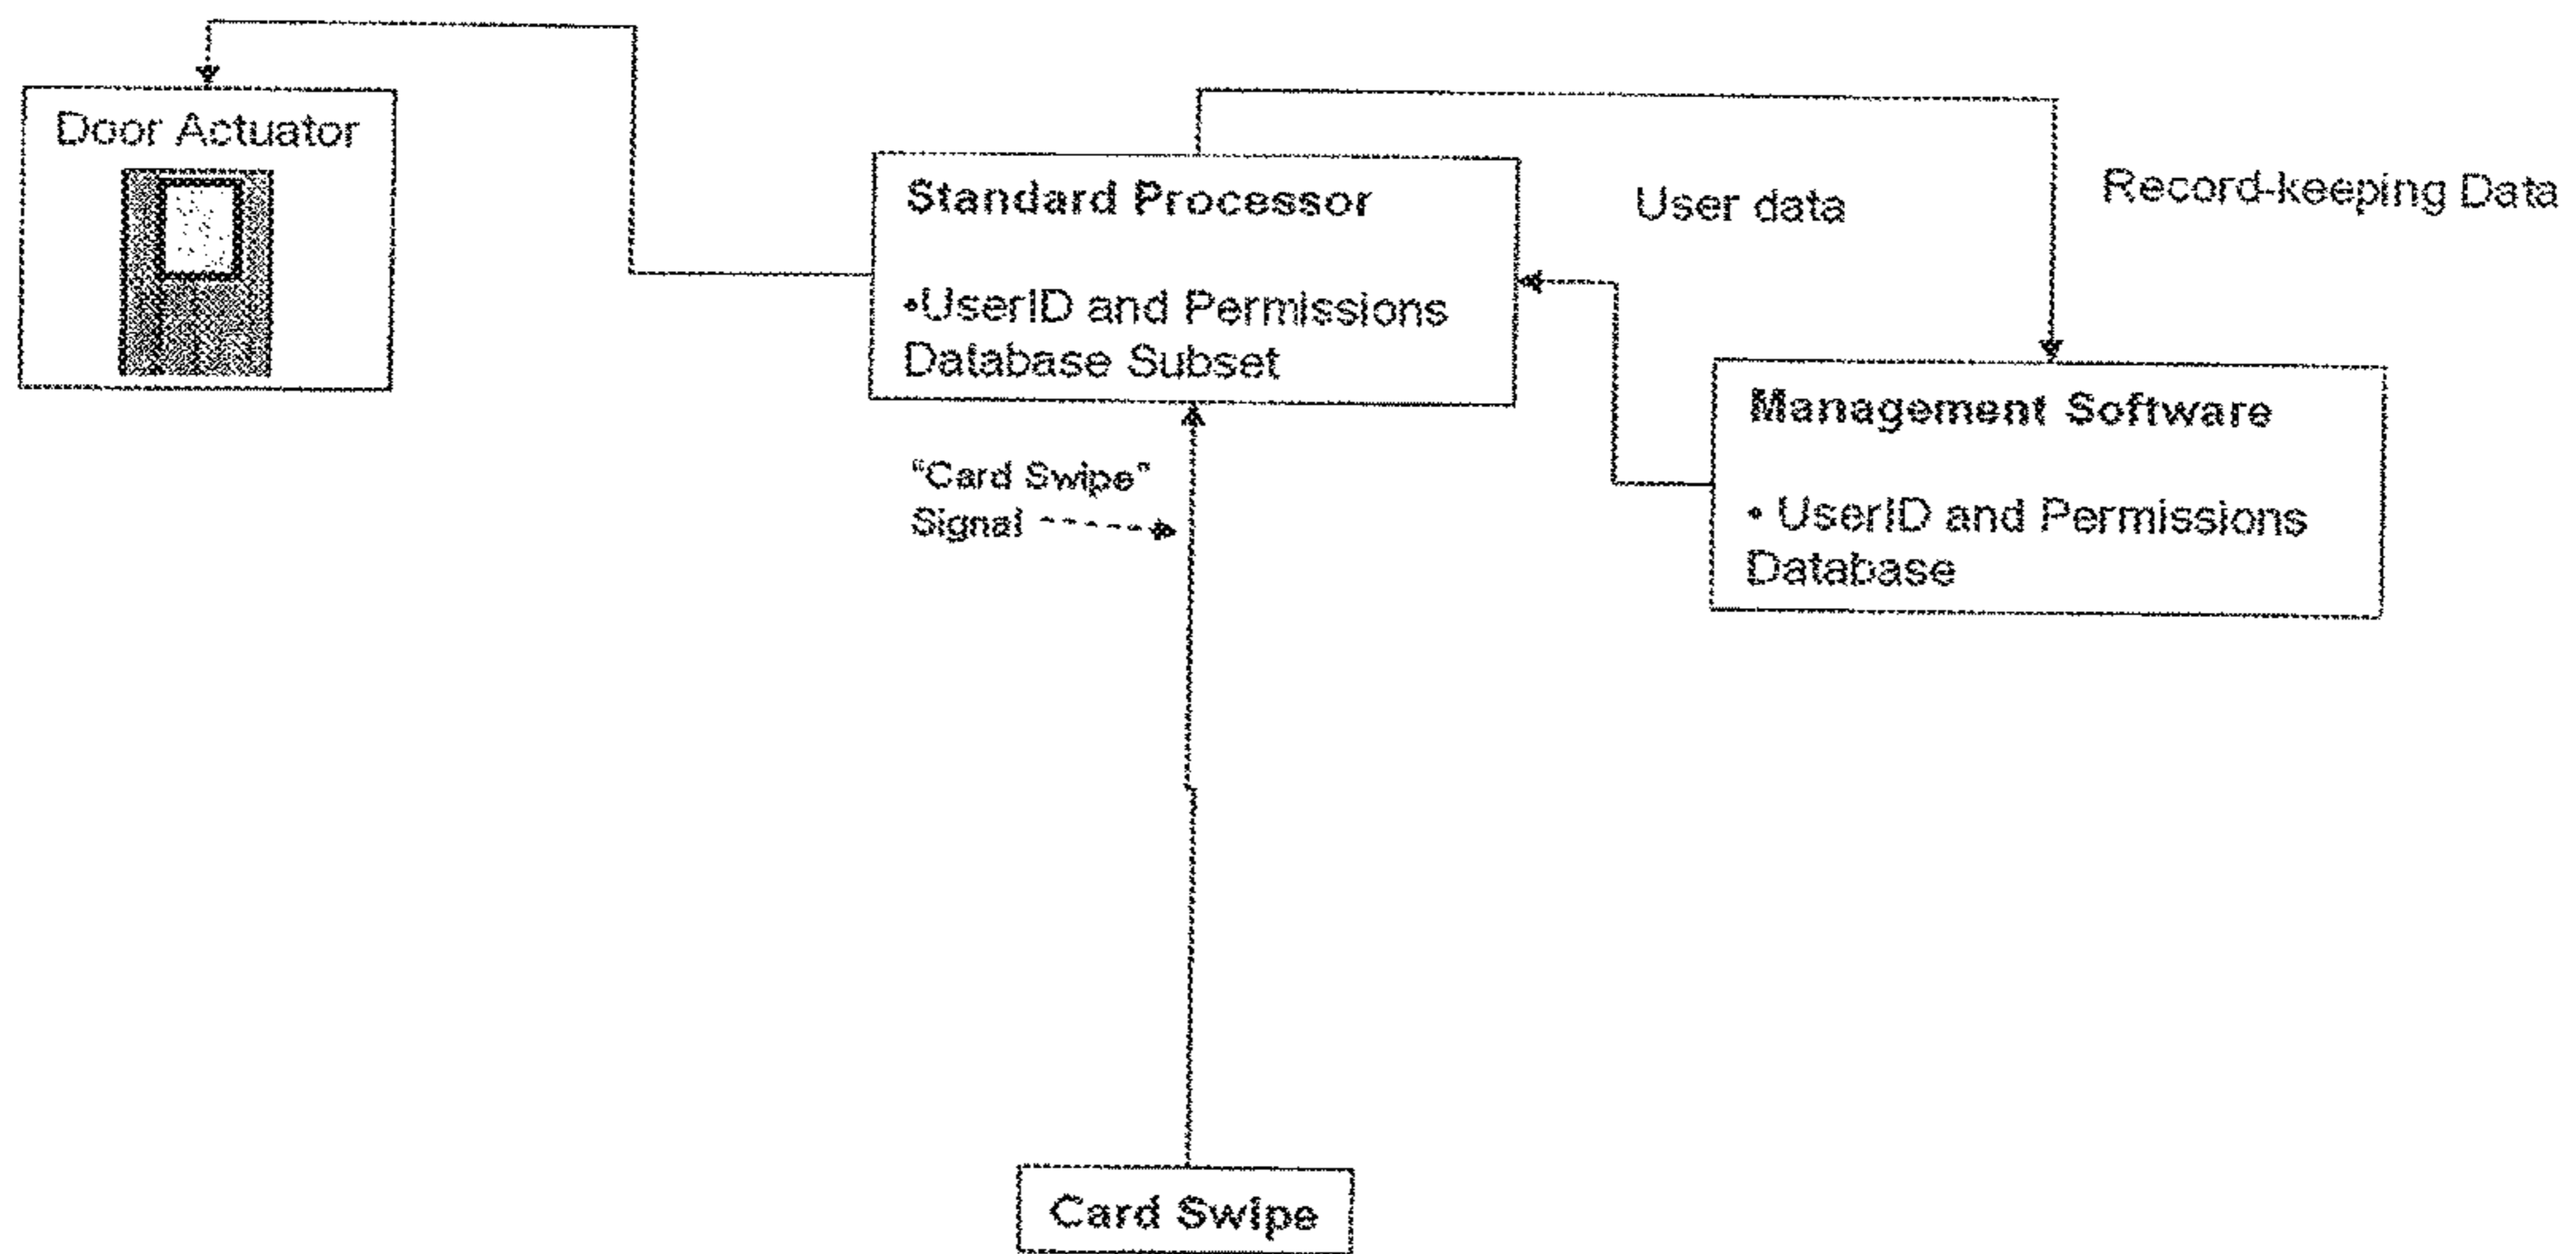 Door Actuator
Standard Processor
•UserID and Permissions
Database Subset
User data
Record-keeping Data
Management Software
• UserID and Permissions
Database
“Card Swipe”
Signal
Card Swipe